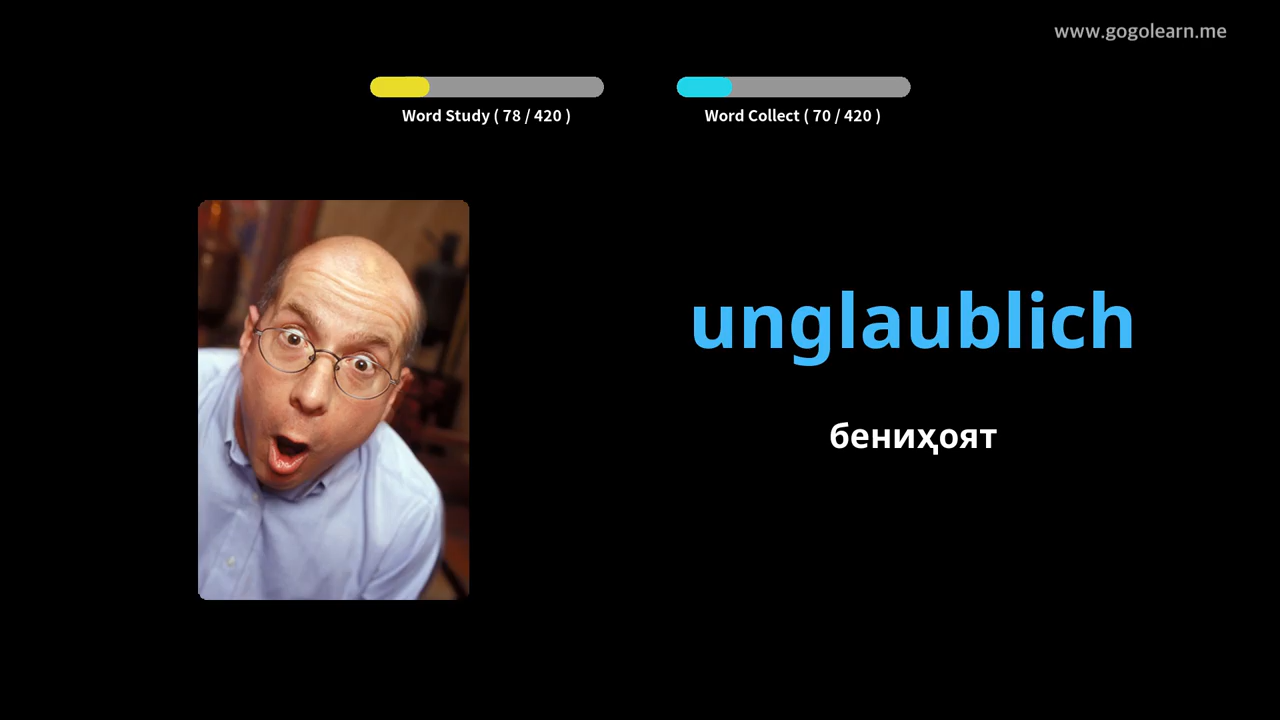 www.gogolearn.me
Word Study ( 78 / 420 )
Word Collect ( 70 / 420 )
unglaublich
бениҳоят